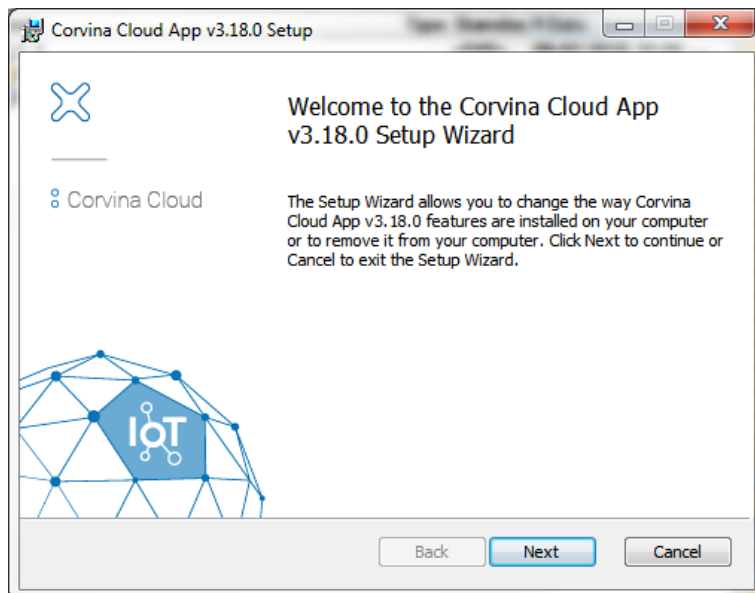 Corvina Cloud App v3.18.0 Setup
Welcome to the Corvina Cloud App
v3.18.0 Setup Wizard
Corvina Cloud
The Setup Wizard allows you to change the way Corvina
Cloud App v3.18.0 features are installed on your computer
or to remove it from your computer. Click Next to continue or
Cancel to exit the Setup Wizard.
IoT
Back
Next
Cancel